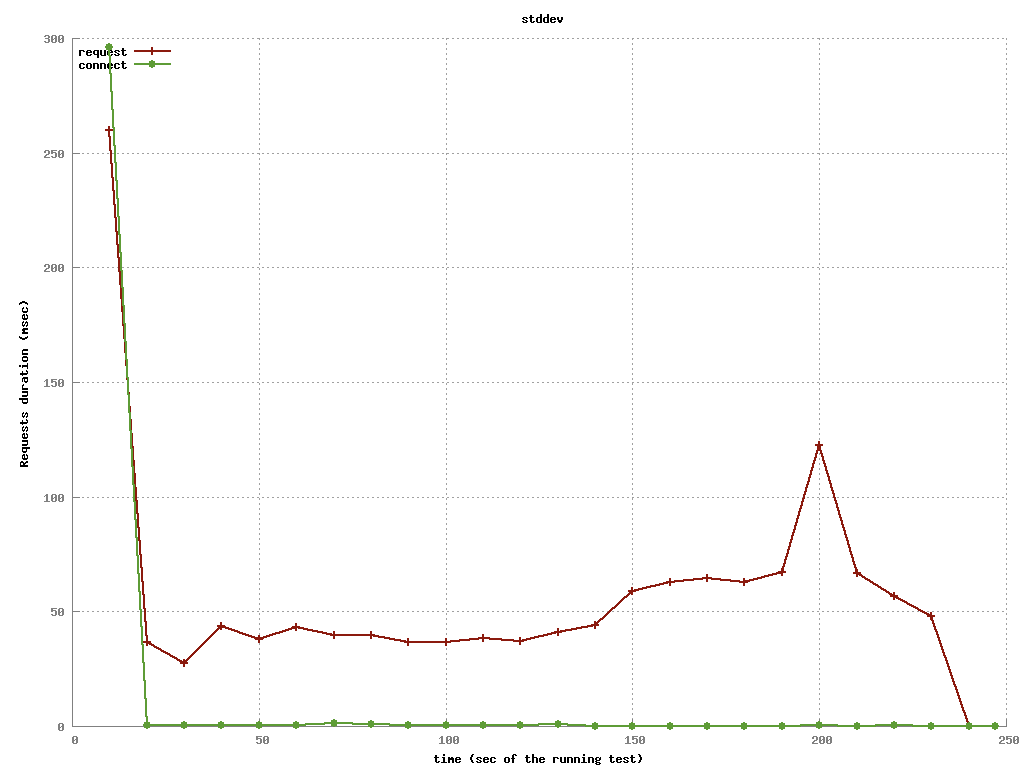 stddev
300
request
connect
250
200
Requests duration (msec)
150
100
50
0
0 50 100 150 200 250
time (sec of the running test)